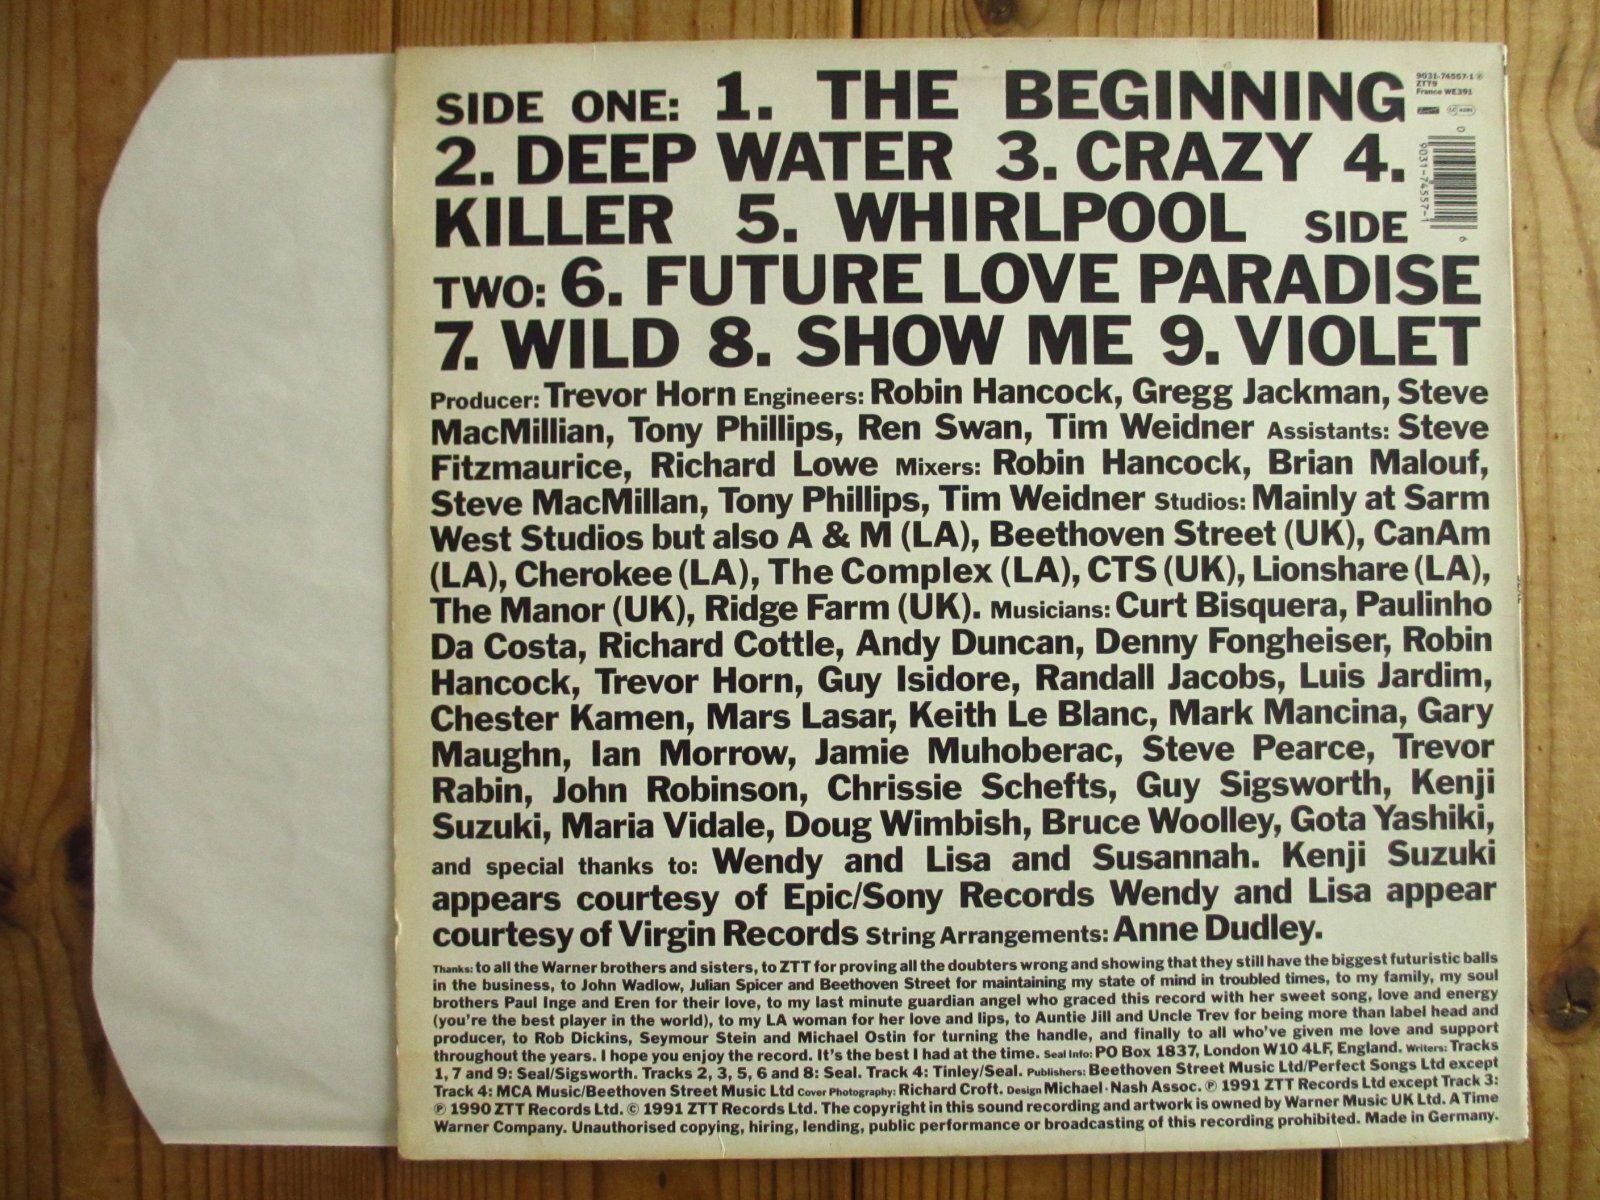 SIDE ONE: 1. THE BEGINNING
2. DEEP WATER 3. CRAZY 4.
KILLER 5. WHIRLPOOL SIDE
TWO: 6. FUTURE LOVE PARADISE
7. WILD 8. SHOW ME 9. VIOLET
9031-74557-1
ZTT9
France WE391
0
9031-74557-1
6
Producer: Trevor Horn Engineers: Robin Hancock, Gregg Jackman, Steve
MacMillian, Tony Phillips, Ren Swan, Tim Weidner Assistants: Steve
Fitzmaurice, Richard Lowe Mixers: Robin Hancock, Brian Malouf,
Steve MacMillan, Tony Phillips, Tim Weidner Studios: Mainly at Sarm
West Studios but also A & M (LA), Beethoven Street (UK), CanAm
(LA), Cherokee (LA), The Complex (LA), CTS (UK), Lionshare (LA),
The Manor (UK), Ridge Farm (UK). Musicians: Curt Bisquera, Paulinho
Da Costa, Richard Cottle, Andy Duncan, Denny Fongheiser, Robin
Hancock, Trevor Horn, Guy Isidore, Randall Jacobs, Luis Jardim,
Chester Kamen, Mars Lasar, Keith Le Blanc, Mark Mancina, Gary
Maughn, Ian Morrow, Jamie Muhoberac, Steve Pearce, Trevor
Rabin, John Robinson, Chrissie Schefts, Guy Sigsworth, Kenji
Suzuki, Maria Vidale, Doug Wimbish, Bruce Woolley, Gota Yashiki,
and special thanks to: Wendy and Lisa and Susannah. Kenji Suzuki
appears courtesy of Epic/Sony Records Wendy and Lisa appear
courtesy of Virgin Records String Arrangements: Anne Dudley.
Thanks: to all the Warner brothers and sisters, to ZTT for proving all the doubters wrong and showing that they still have the biggest futuristic balls
in the business, to John Wadlow, Julian Spicer and Beethoven Street for maintaining my state of mind in troubled times, to my family, my soul
brothers Paul Inge and Eren for their love, to my last minute guardian angel who graced this record with her sweet song, love and energy
(you're the best player in the world), to my LA woman for her love and lips, to Auntie Jill and Uncle Trev for being more than label head and
producer, to Rob Dickins, Seymour Stein and Michael Ostin for turning the handle, and finally to all who've given me love and support
throughout the years. I hope you enjoy the record. It's the best I had at the time. Seal Info: PO Box 1837, London W10 4LF, England. Writers: Tracks
1, 7 and 9: Seal/Sigsworth. Tracks 2, 3, 5, 6 and 8: Seal. Track 4: Tinley/Seal. Publishers: Beethoven Street Music Ltd/Perfect Songs Ltd except
Track 4: MCA Music/Beethoven Street Music Ltd Cover Photography: Richard Croft. Design Michael·Nash Assoc. ℗ 1991 ZTT Records Ltd except Track 3:
℗ 1990 ZTT Records Ltd. © 1991 ZTT Records Ltd. The copyright in this sound recording and artwork is owned by Warner Music UK Ltd. A Time
Warner Company. Unauthorised copying, hiring, lending, public performance or broadcasting of this recording prohibited. Made in Germany.